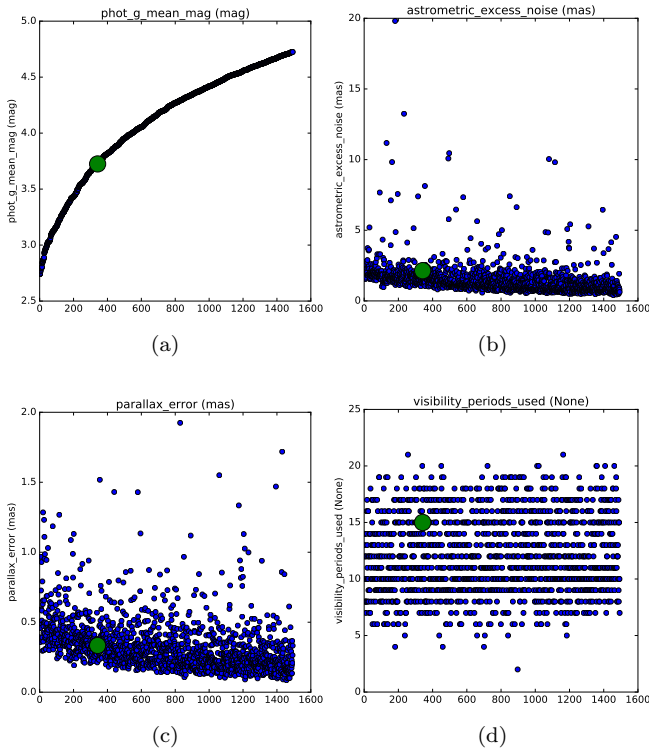 phot_g_mean_mag (mag)
phot_g_mean_mag (mag)
5.0
4.5
4.0
3.5
3.0
2.5
0 200 400 600 800 1000 1200 1400 1600
(a)
astrometric_excess_noise (mas)
astrometric_excess_noise (mas)
20
15
10
5
0
0 200 400 600 800 1000 1200 1400 1600
(b)
parallax_error (mas)
parallax_error (mas)
2.0
1.5
1.0
0.5
0.0
0 200 400 600 800 1000 1200 1400 1600
(c)
visibility_periods_used (None)
visibility_periods_used (None)
25
20
15
10
5
0
0 200 400 600 800 1000 1200 1400 1600
(d)